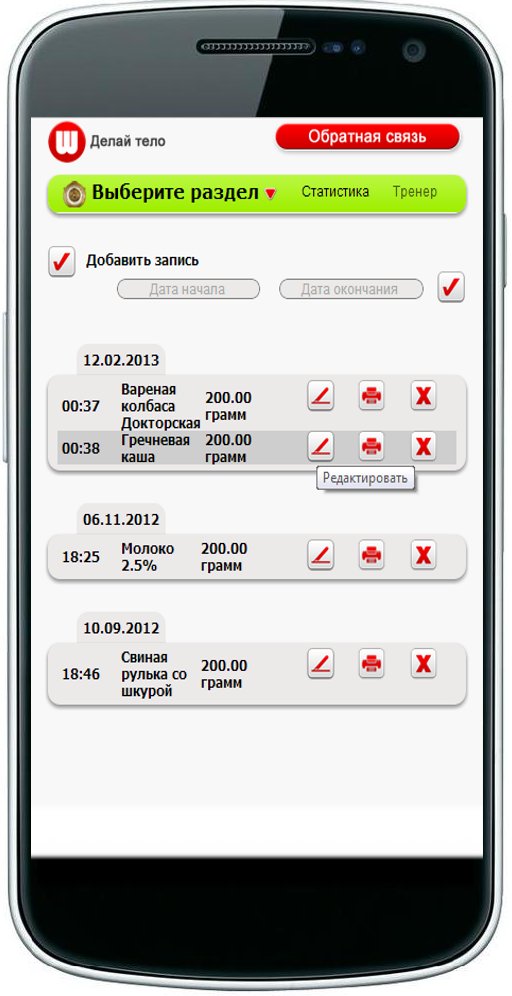 Делай тело
Обратная связь
Выберите раздел
Статистика
Тренер
Добавить запись
Дата начала
Дата окончания
12.02.2013
00:37
Вареная
колбаса
Докторская
200.00
грамм
00:38
Гречневая
каша
200.00
грамм
Редактировать
06.11.2012
18:25
Молоко
2.5%
200.00
грамм
10.09.2012
18:46
Свиная
рулька со
шкурой
200.00
грамм